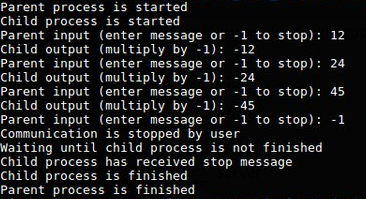 Parent process is started
Child process is started
Parent input (enter message or -1 to stop): 12
Child output (multiply by -1): -12
Parent input (enter message or -1 to stop): 24
Child output (multiply by -1): -24
Parent input (enter message or -1 to stop): 45
Child output (multiply by -1): -45
Parent input (enter message or -1 to stop): -1
Communication is stopped by user
Waiting until child process is not finished
Child process has received stop message
Child process is finished
Parent process is finished